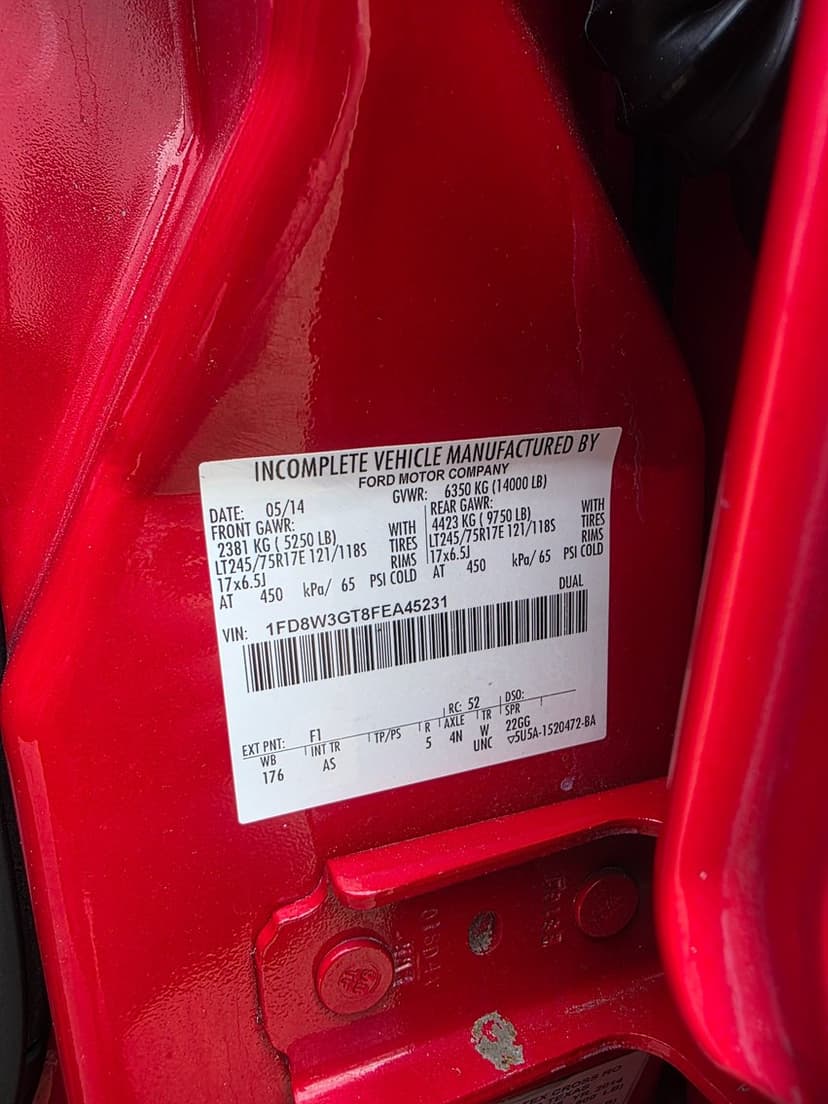 INCOMPLETE VEHICLE MANUFACTURED BY
FORD MOTOR COMPANY
DATE: 05/14 GVWR: 6350 KG (14000 LB)
FRONT GAWR: REAR GAWR:
2381 KG ( 5250 LB) WITH 4423 KG ( 9750 LB) WITH
LT245/75R17E 121/118S TIRES LT245/75R17E 121/118S TIRES
17x6.5J RIMS 17x6.5J RIMS
AT 450 kPa/ 65 PSI COLD AT 450 kPa/ 65 PSI COLD
DUAL
VIN: 1FD8W3GT8FEA45231
EXT PNT: F1 RC: 52 DSO:
WB INT TR TP/PS R AXLE TR SPR
176 AS 5 4N W 22GG
UNC ▽5U5A-1520472-BA
TEX CROSS RO
TEXAS